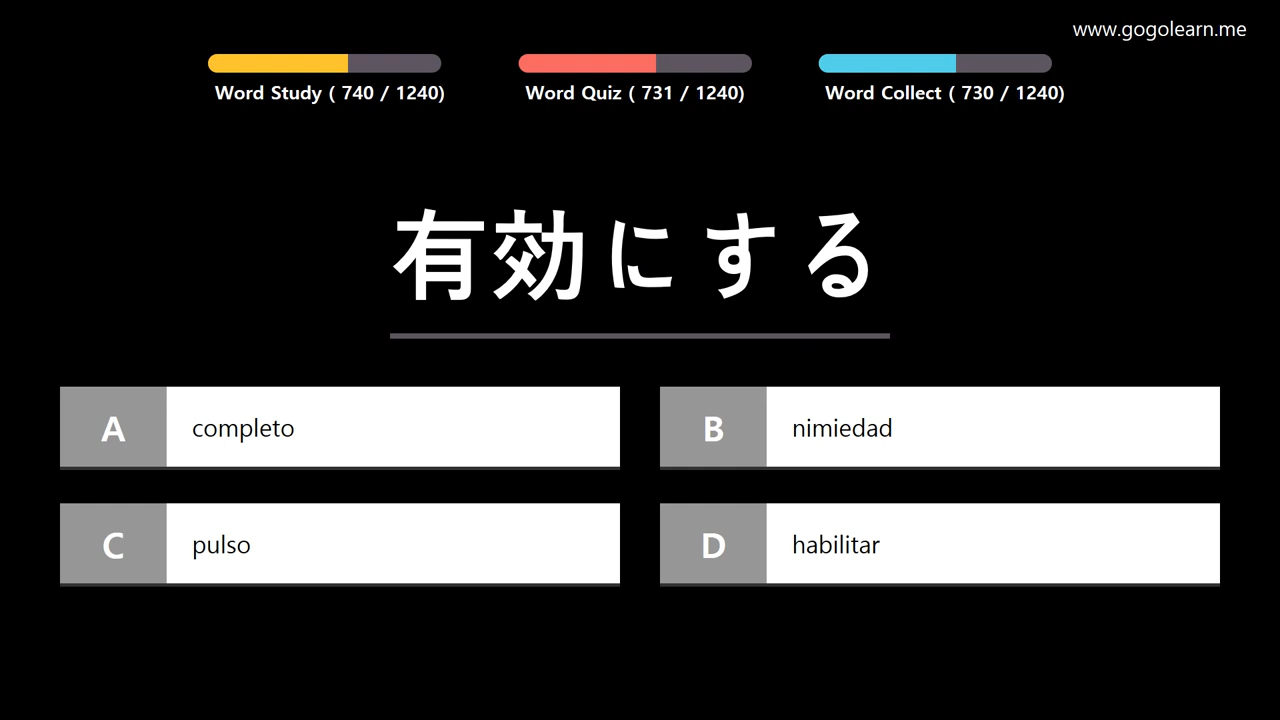 www.gogolearn.me
Word Study ( 740 / 1240)
Word Quiz ( 731 / 1240)
Word Collect ( 730 / 1240)
有効にする
A completo
B nimiedad
C pulso
D habilitar